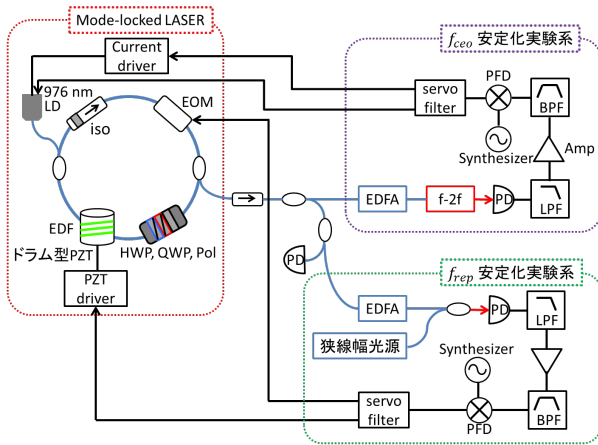 Mode-locked LASER
Current
driver
976 nm
LD
iso
EOM
EDF
ドラム型PZT
HWP, QWP, Pol
PZT
driver
f_ceo 安定化実験系
servo
filter
PFD
BPF
Synthesizer
Amp
EDFA
f-2f
PD
LPF
PD
f_rep 安定化実験系
EDFA
PD
LPF
狭線幅光源
Synthesizer
servo
filter
PFD
BPF